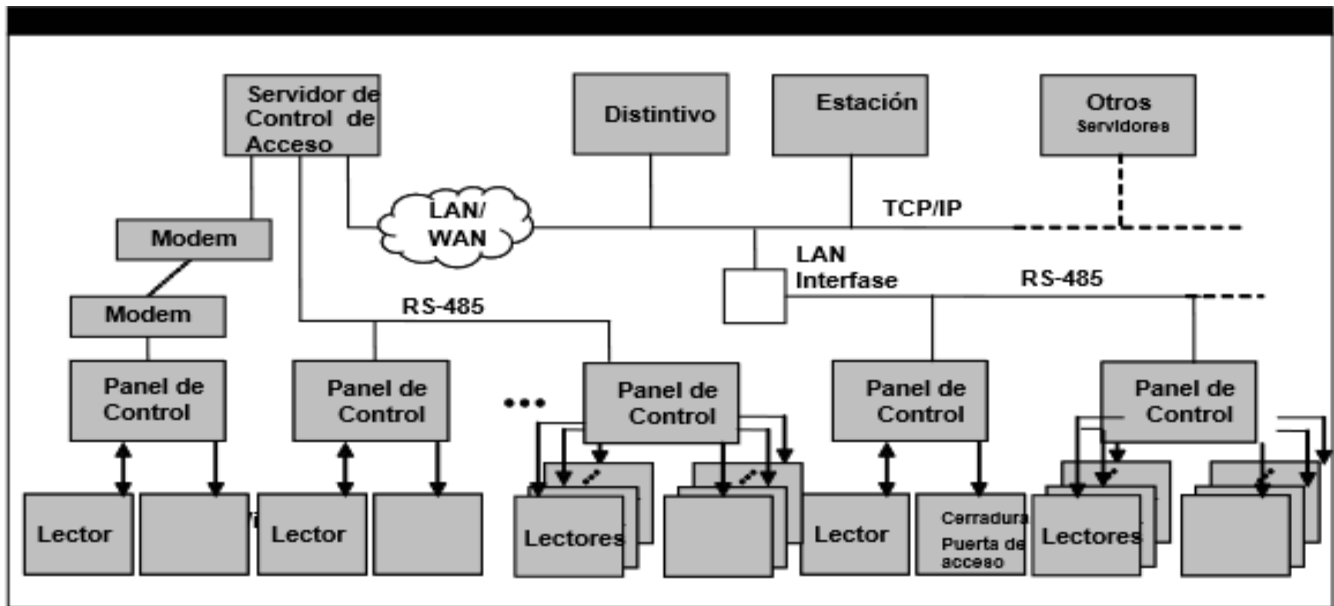 Servidor de
Control de
Acceso
Distintivo
Estación
Otros
Servidores
LAN/
WAN
TCP/IP
Modem
LAN
Interfase
RS-485
RS-485
Modem
Panel de
Control
Panel de
Control
Panel de
Control
Panel de
Control
Panel de
Control
Lector
Lector
Lectores
Lector
Cerradura
Puerta de
acceso
Lectores